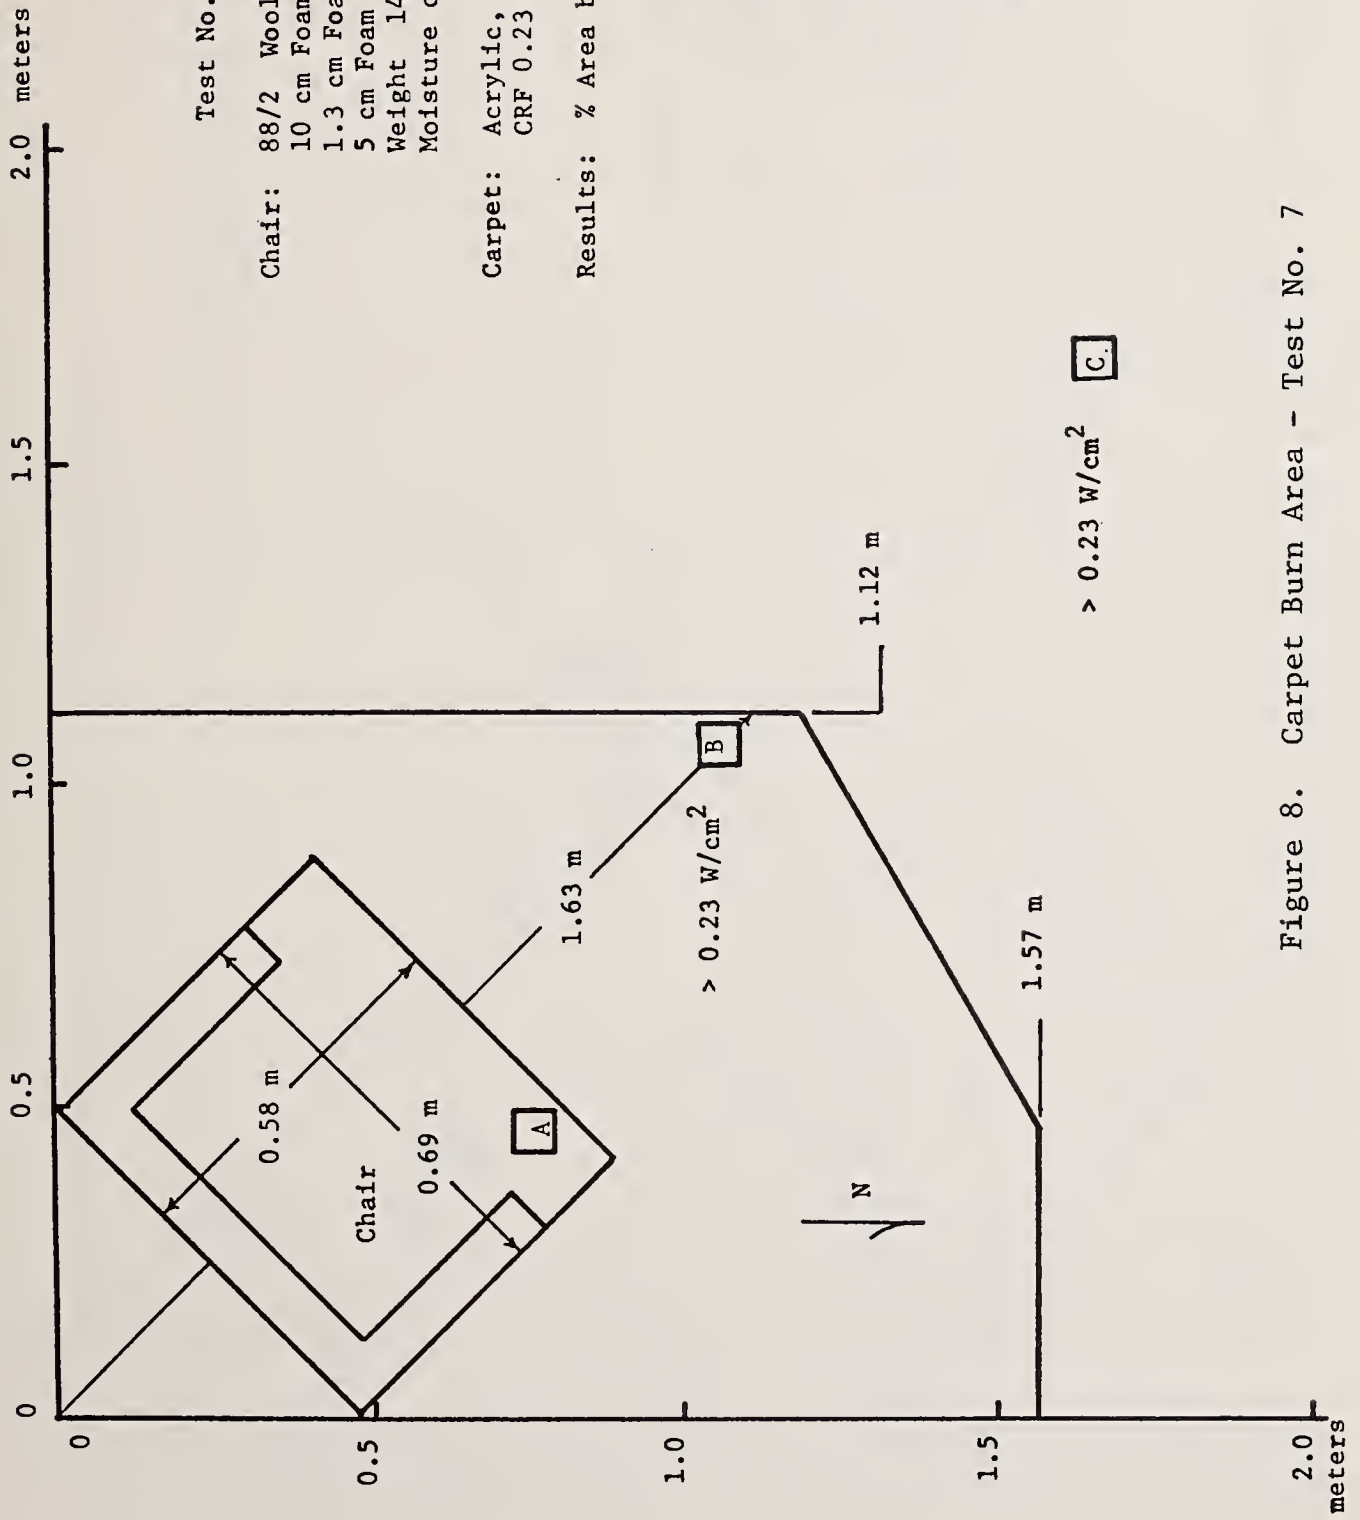 meters
2.0
1.5
1.0
0.5
0
0
0.5
1.0
1.5
2.0
meters
Test No.
Chair: 88/2 Wool
10 cm Foam
1.3 cm Foa
5 cm Foam
Weight 14
Moisture
Carpet: Acrylic,
CRF 0.23
Results: % Area
0.58 m
Chair
0.69 m
A
1.63 m
B
> 0.23 W/cm²
N
1.12 m
1.57 m
> 0.23 W/cm²
C
Figure 8. Carpet Burn Area - Test No. 7